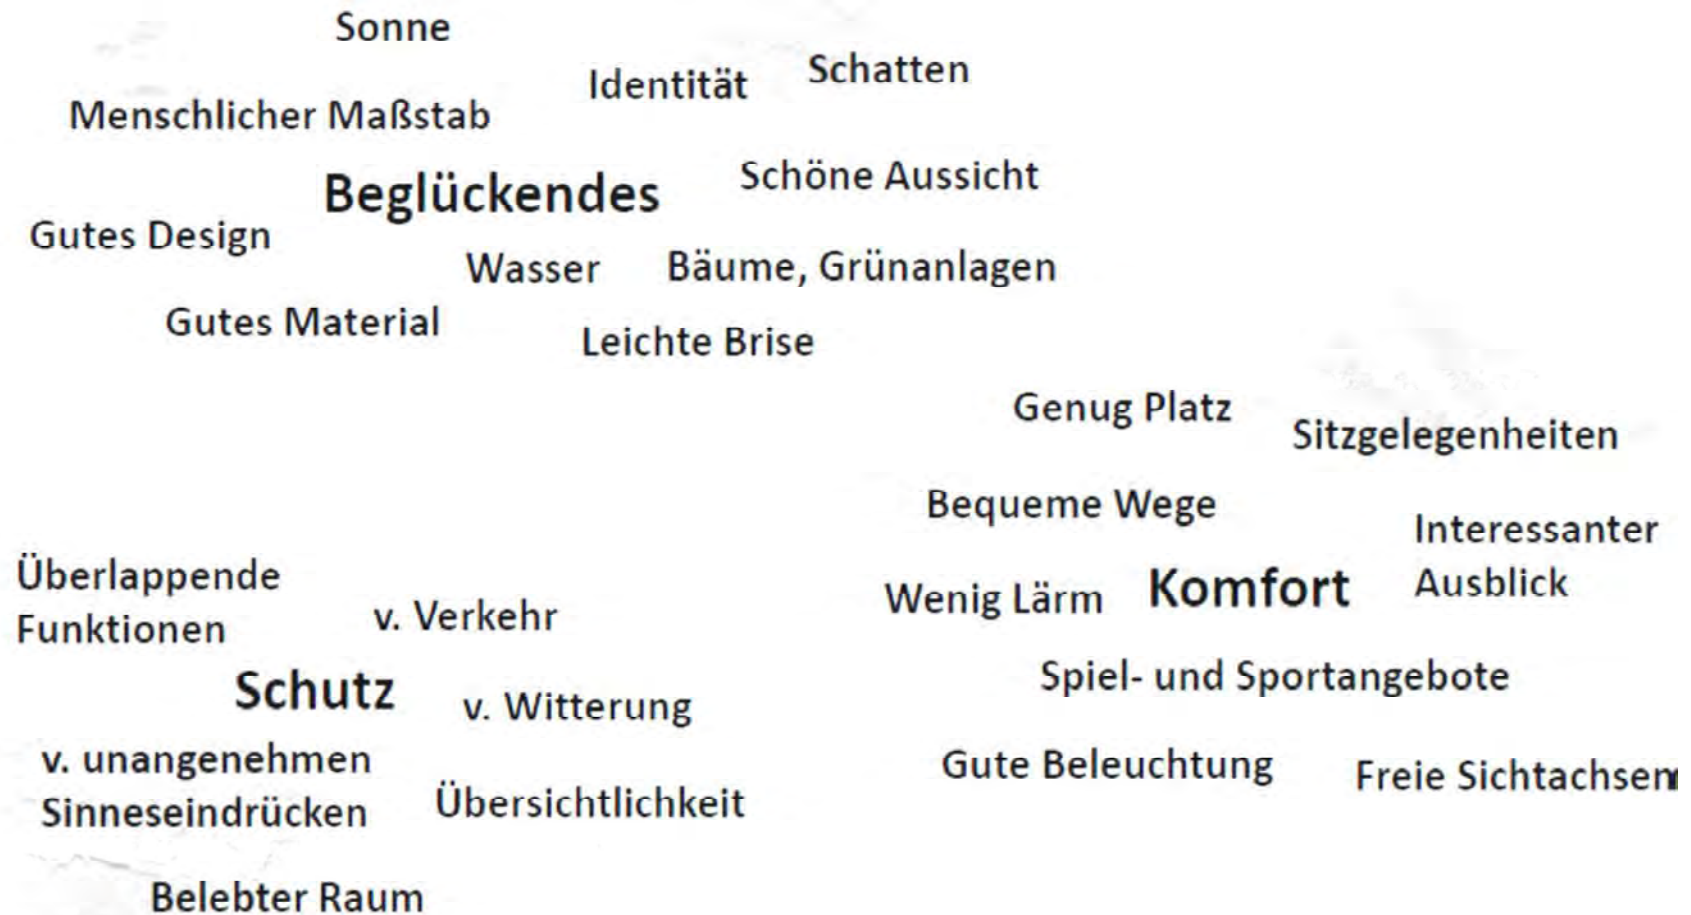 Sonne
Identität
Schatten
Menschlicher Maßstab
Beglückendes
Schöne Aussicht
Gutes Design
Wasser
Bäume, Grünanlagen
Gutes Material
Leichte Brise
Genug Platz
Sitzgelegenheiten
Bequeme Wege
Interessanter
Ausblick
Wenig Lärm
Komfort
Spiel- und Sportangebote
Gute Beleuchtung
Freie Sichtachsen
Überlappende
Funktionen
v. Verkehr
Schutz
v. Witterung
v. unangenehmen
Sinneseindrücken
Übersichtlichkeit
Belebter Raum